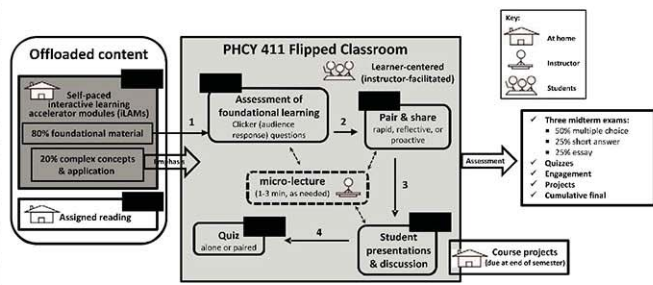 Offloaded content
Self-paced
interactive learning
accelerator modules (iLAMs)
80% foundational material
20% complex concepts
& application
Assigned reading
1
Emphasis
PHCY 411 Flipped Classroom
Learner-centered
(instructor-facilitated)
Assessment of
foundational learning
Clicker (audience
response) questions
2
Pair & share
rapid, reflective, or
proactive
micro-lecture
(1-3 min, as needed)
3
Student
presentations
& discussion
4
Quiz
alone or paired
Course projects
(due at end of semester)
Assessment
Key:
At home
Instructor
Students
✓ Three midterm exams:
▪ 50% multiple choice
▪ 25% short answer
▪ 25% essay
✓ Quizzes
✓ Engagement
✓ Projects
✓ Cumulative final